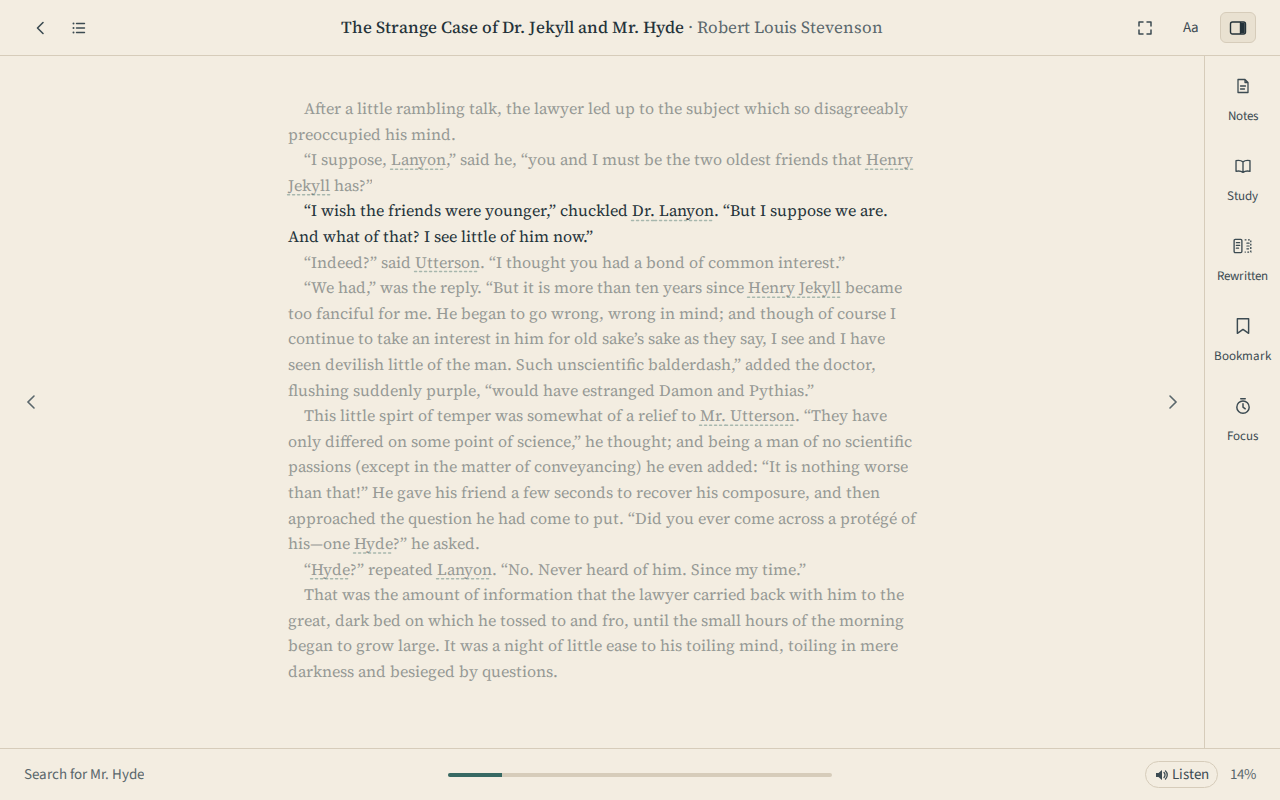 The Strange Case of Dr. Jekyll and Mr. Hyde · Robert Louis Stevenson
Aa
After a little rambling talk, the lawyer led up to the subject which so disagreeably
preoccupied his mind.
“I suppose, Lanyon,” said he, “you and I must be the two oldest friends that Henry
Jekyll has?”
“I wish the friends were younger,” chuckled Dr. Lanyon. “But I suppose we are.
And what of that? I see little of him now.”
“Indeed?” said Utterson. “I thought you had a bond of common interest.”
“We had,” was the reply. “But it is more than ten years since Henry Jekyll became
too fanciful for me. He began to go wrong, wrong in mind; and though of course I
continue to take an interest in him for old sake’s sake as they say, I see and I have
seen devilish little of the man. Such unscientific balderdash,” added the doctor,
flushing suddenly purple, “would have estranged Damon and Pythias.”
This little spirt of temper was somewhat of a relief to Mr. Utterson. “They have
only differed on some point of science,” he thought; and being a man of no scientific
passions (except in the matter of conveyancing) he even added: “It is nothing worse
than that!” He gave his friend a few seconds to recover his composure, and then
approached the question he had come to put. “Did you ever come across a protégé of
his—one Hyde?” he asked.
“Hyde?” repeated Lanyon. “No. Never heard of him. Since my time.”
That was the amount of information that the lawyer carried back with him to the
great, dark bed on which he tossed to and fro, until the small hours of the morning
began to grow large. It was a night of little ease to his toiling mind, toiling in mere
darkness and besieged by questions.
Notes
Study
Rewritten
Bookmark
Focus
Search for Mr. Hyde
Listen
14%